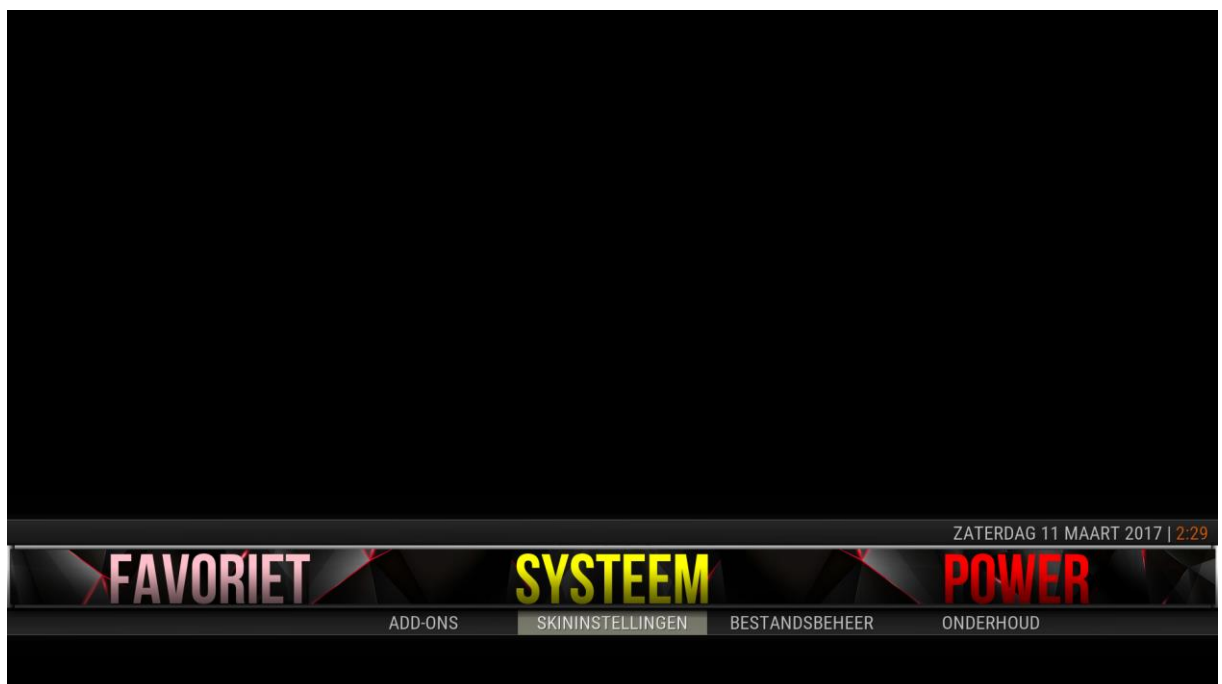 ZATERDAG 11 MAART 2017 | 2:29
FAVORIET SYSTEEM POWER
ADD-ONS SKININSTELLINGEN BESTANDSBEHEER ONDERHOUD